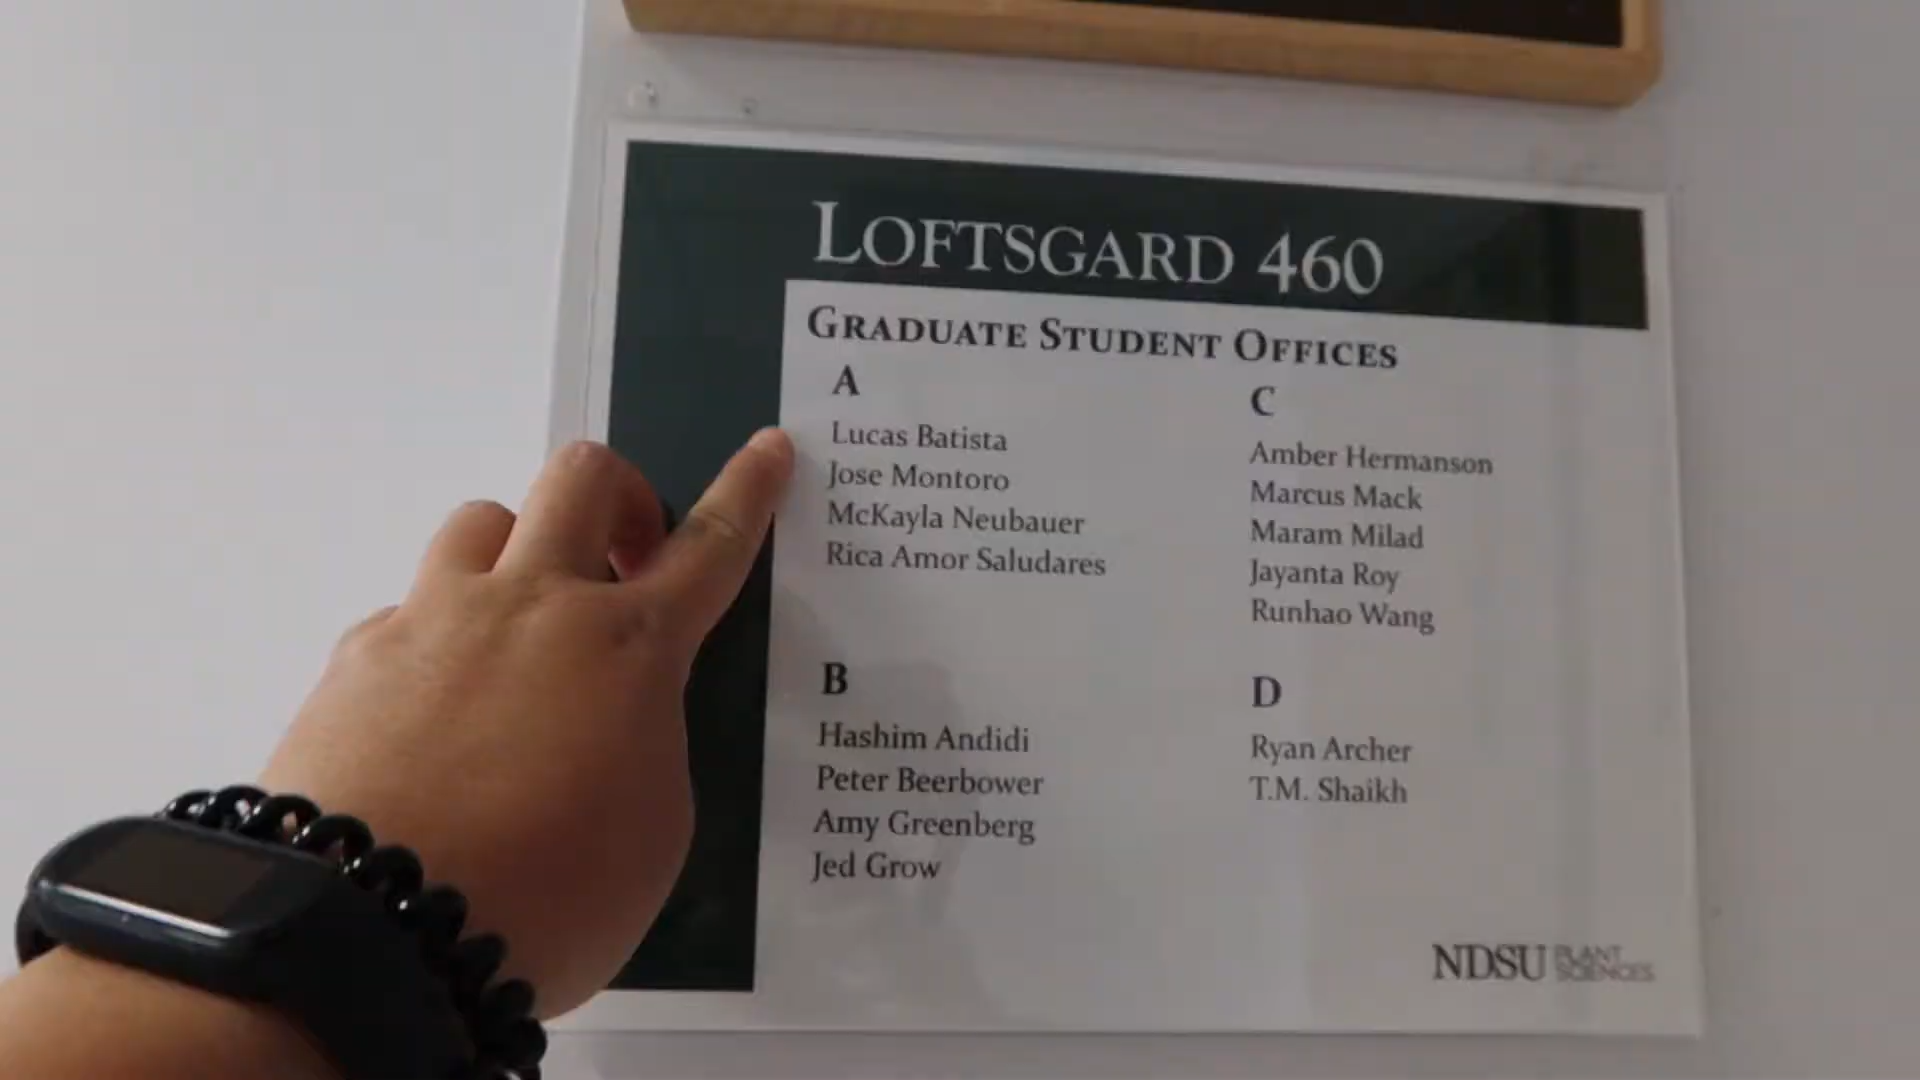 LOFTSGARD 460
GRADUATE STUDENT OFFICES
A
Lucas Batista
Jose Montoro
McKayla Neubauer
Rica Amor Saludares
B
Hashim Andidi
Peter Beerbower
Amy Greenberg
Jed Grow
C
Amber Hermanson
Marcus Mack
Maram Milad
Jayanta Roy
Runhao Wang
D
Ryan Archer
T.M. Shaikh
NDSU PLANT
SCIENCES